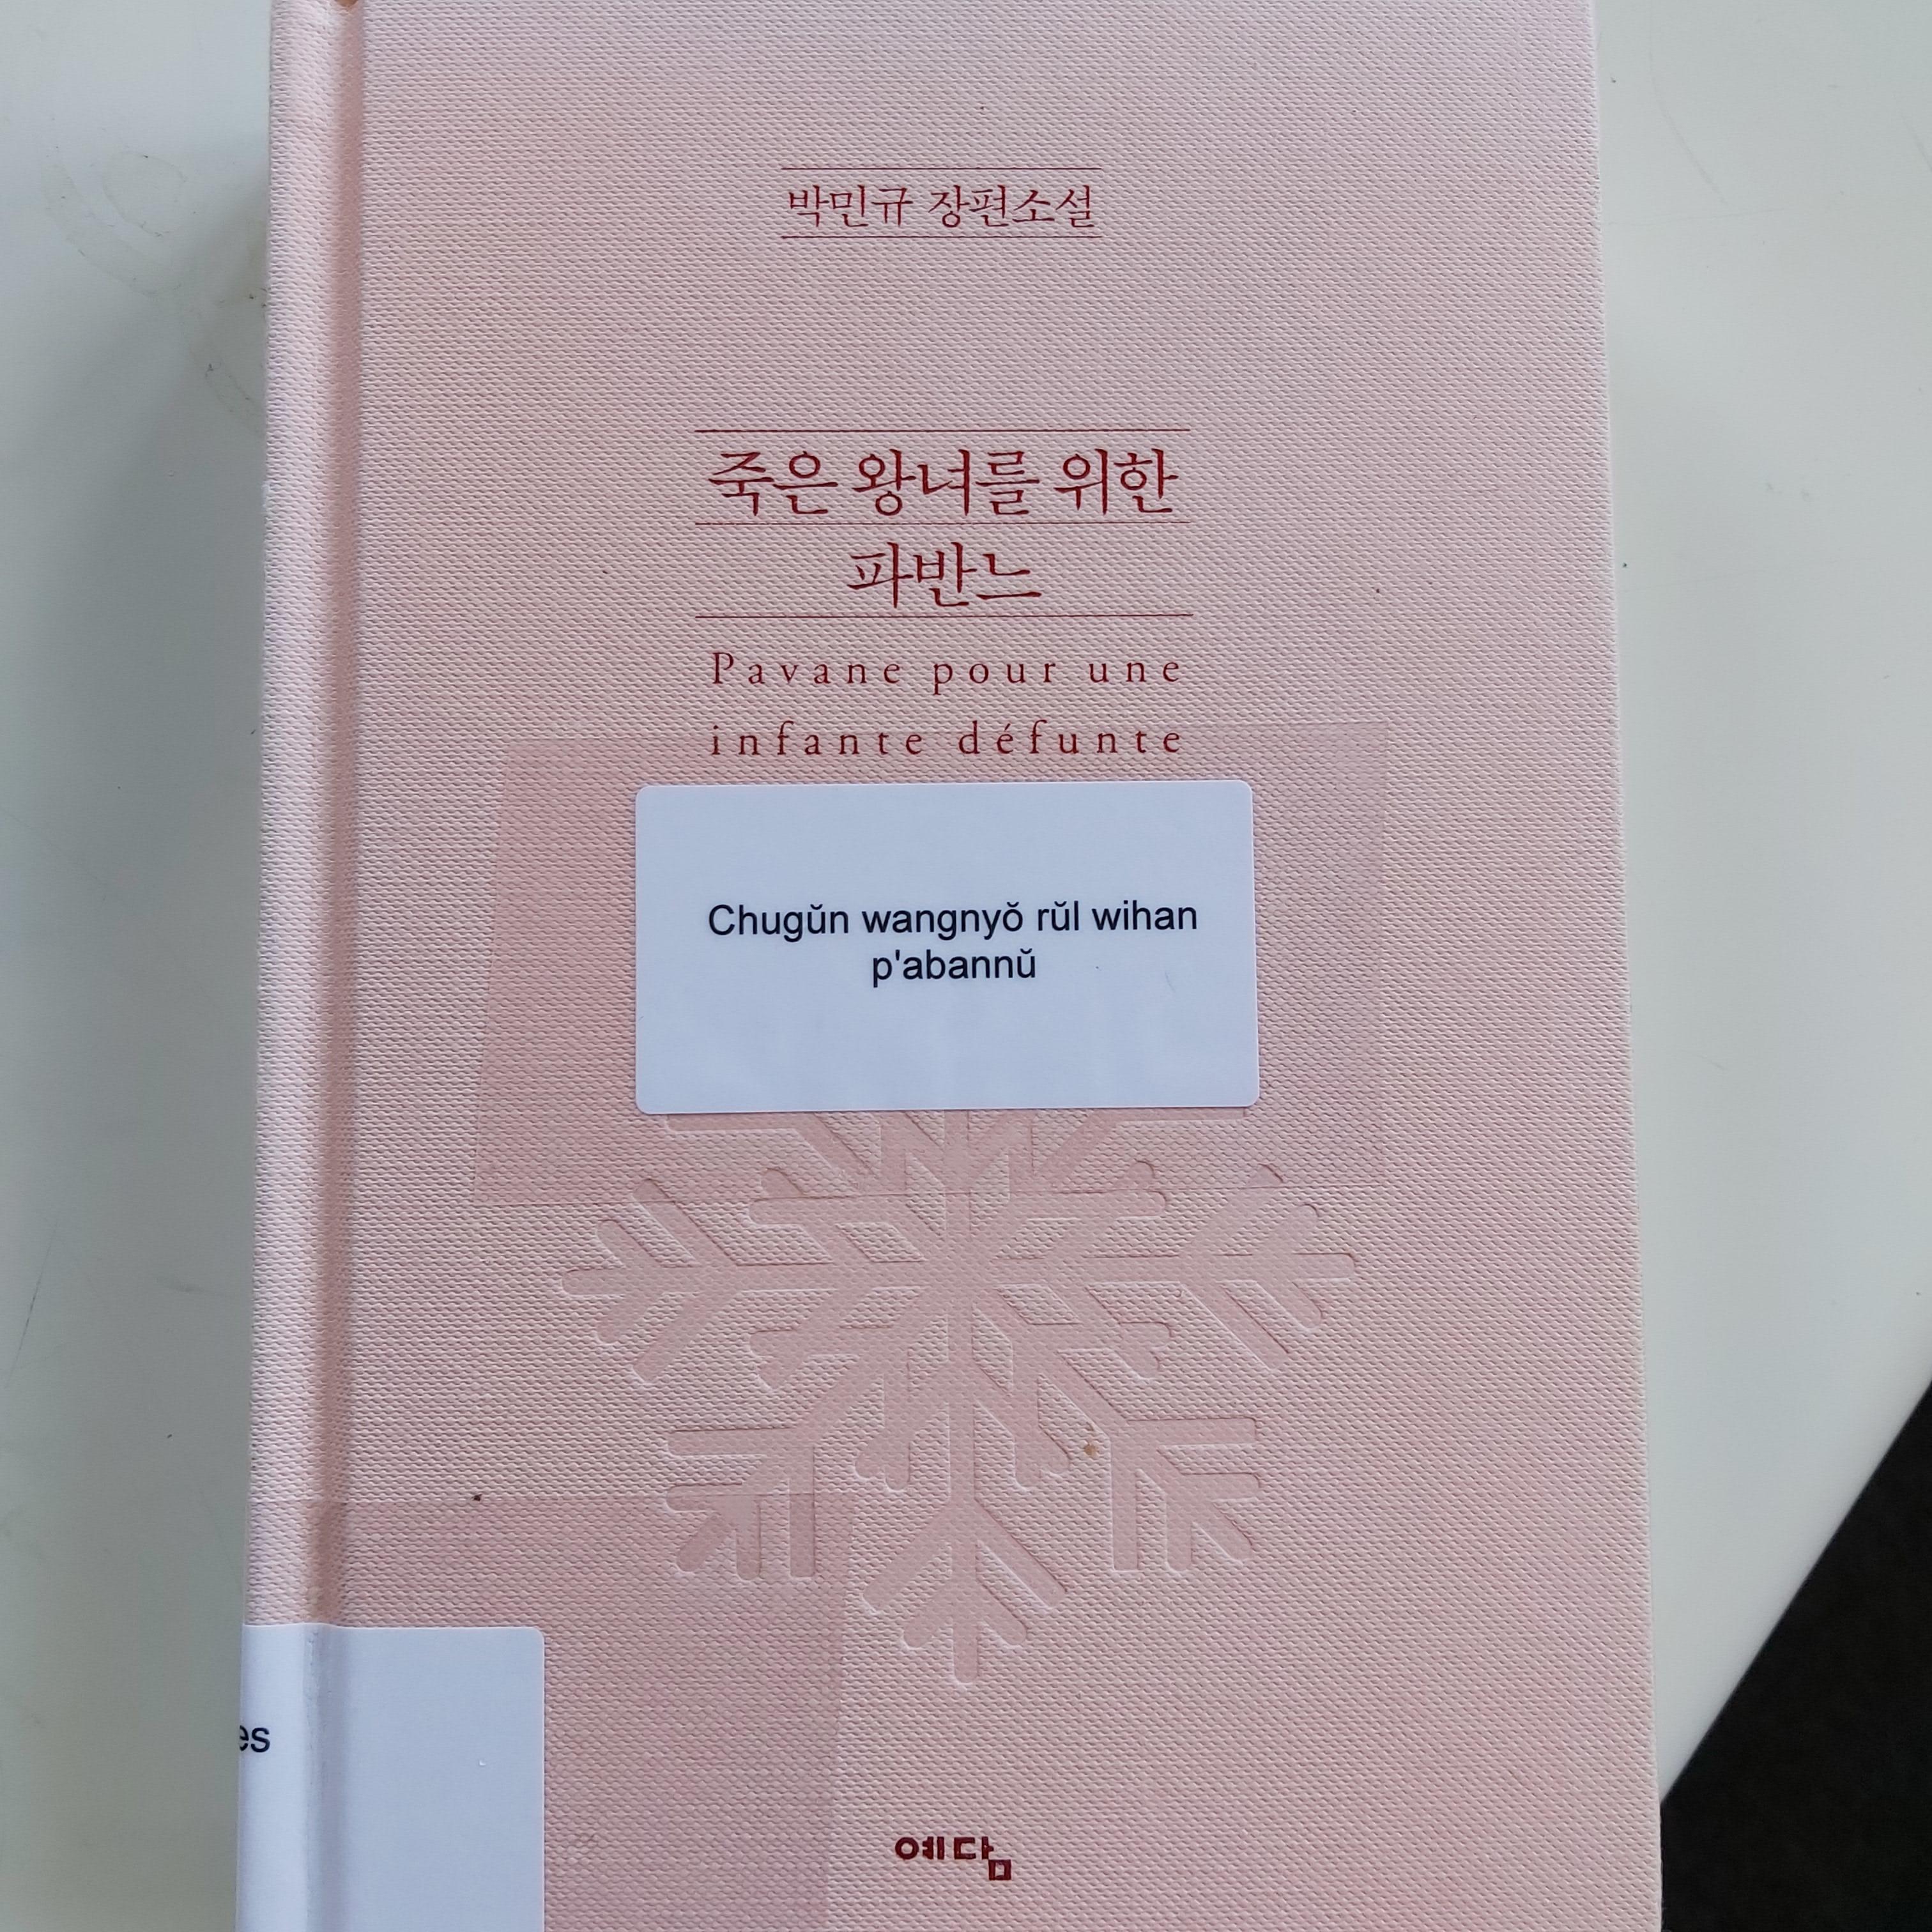 박민규 장편소설
죽은 왕녀를 위한
파반느
Pavane pour une
infante défunte
Chugŭn wangnyŏ rŭl wihan
p'abannŭ
es
예담